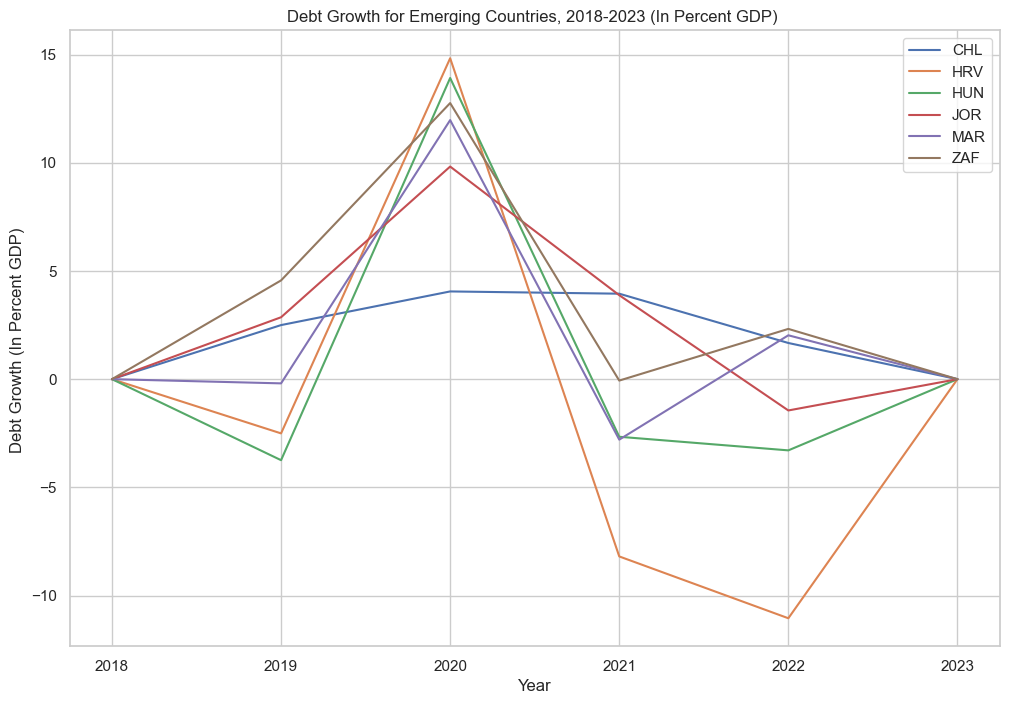 Debt Growth for Emerging Countries, 2018-2023 (In Percent GDP)
CHL
HRV
HUN
JOR
MAR
ZAF
Debt Growth (In Percent GDP)
15
10
5
0
−5
−10
2018 2019 2020 2021 2022 2023
Year